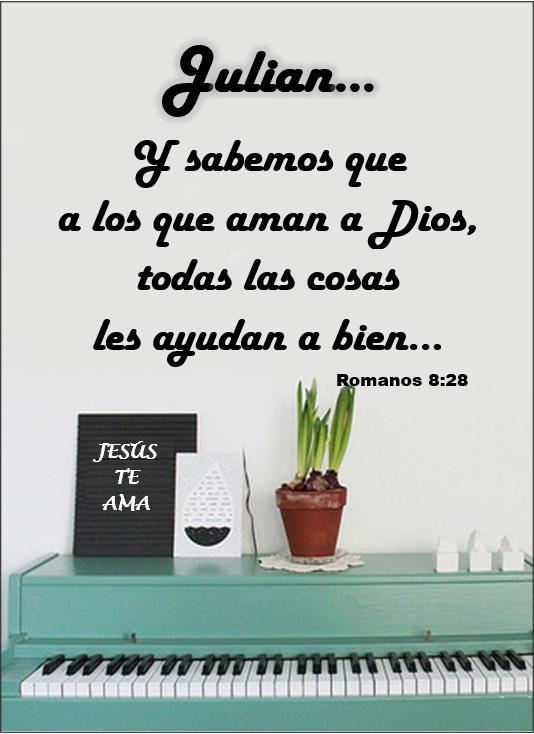 Julian...
Y sabemos que
a los que aman a Dios,
todas las cosas
les ayudan a bien...
Romanos 8:28
JESÚS
TE
AMA